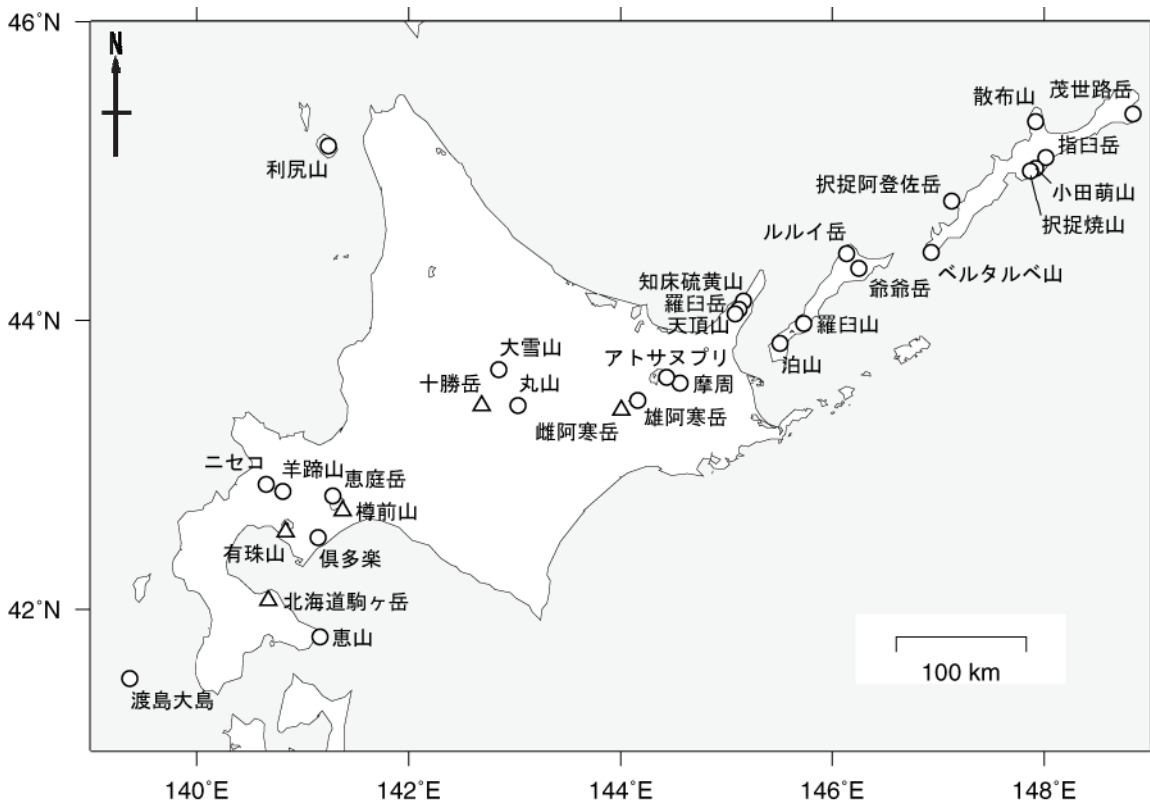 46°N
N
茂世路岳
散布山
指臼岳
利尻山
択捉阿登佐岳
小田萌山
択捉焼山
ルルイ岳
ベルタルベ山
知床硫黄山
爺爺岳
羅臼岳
44°N
天頂山
羅臼山
大雪山
アトサヌプリ
泊山
十勝岳
丸山
摩周
雌阿寒岳
雄阿寒岳
ニセコ
羊蹄山
恵庭岳
樽前山
有珠山
倶多楽
42°N
北海道駒ヶ岳
恵山
100 km
渡島大島
140°E
142°E
144°E
146°E
148°E